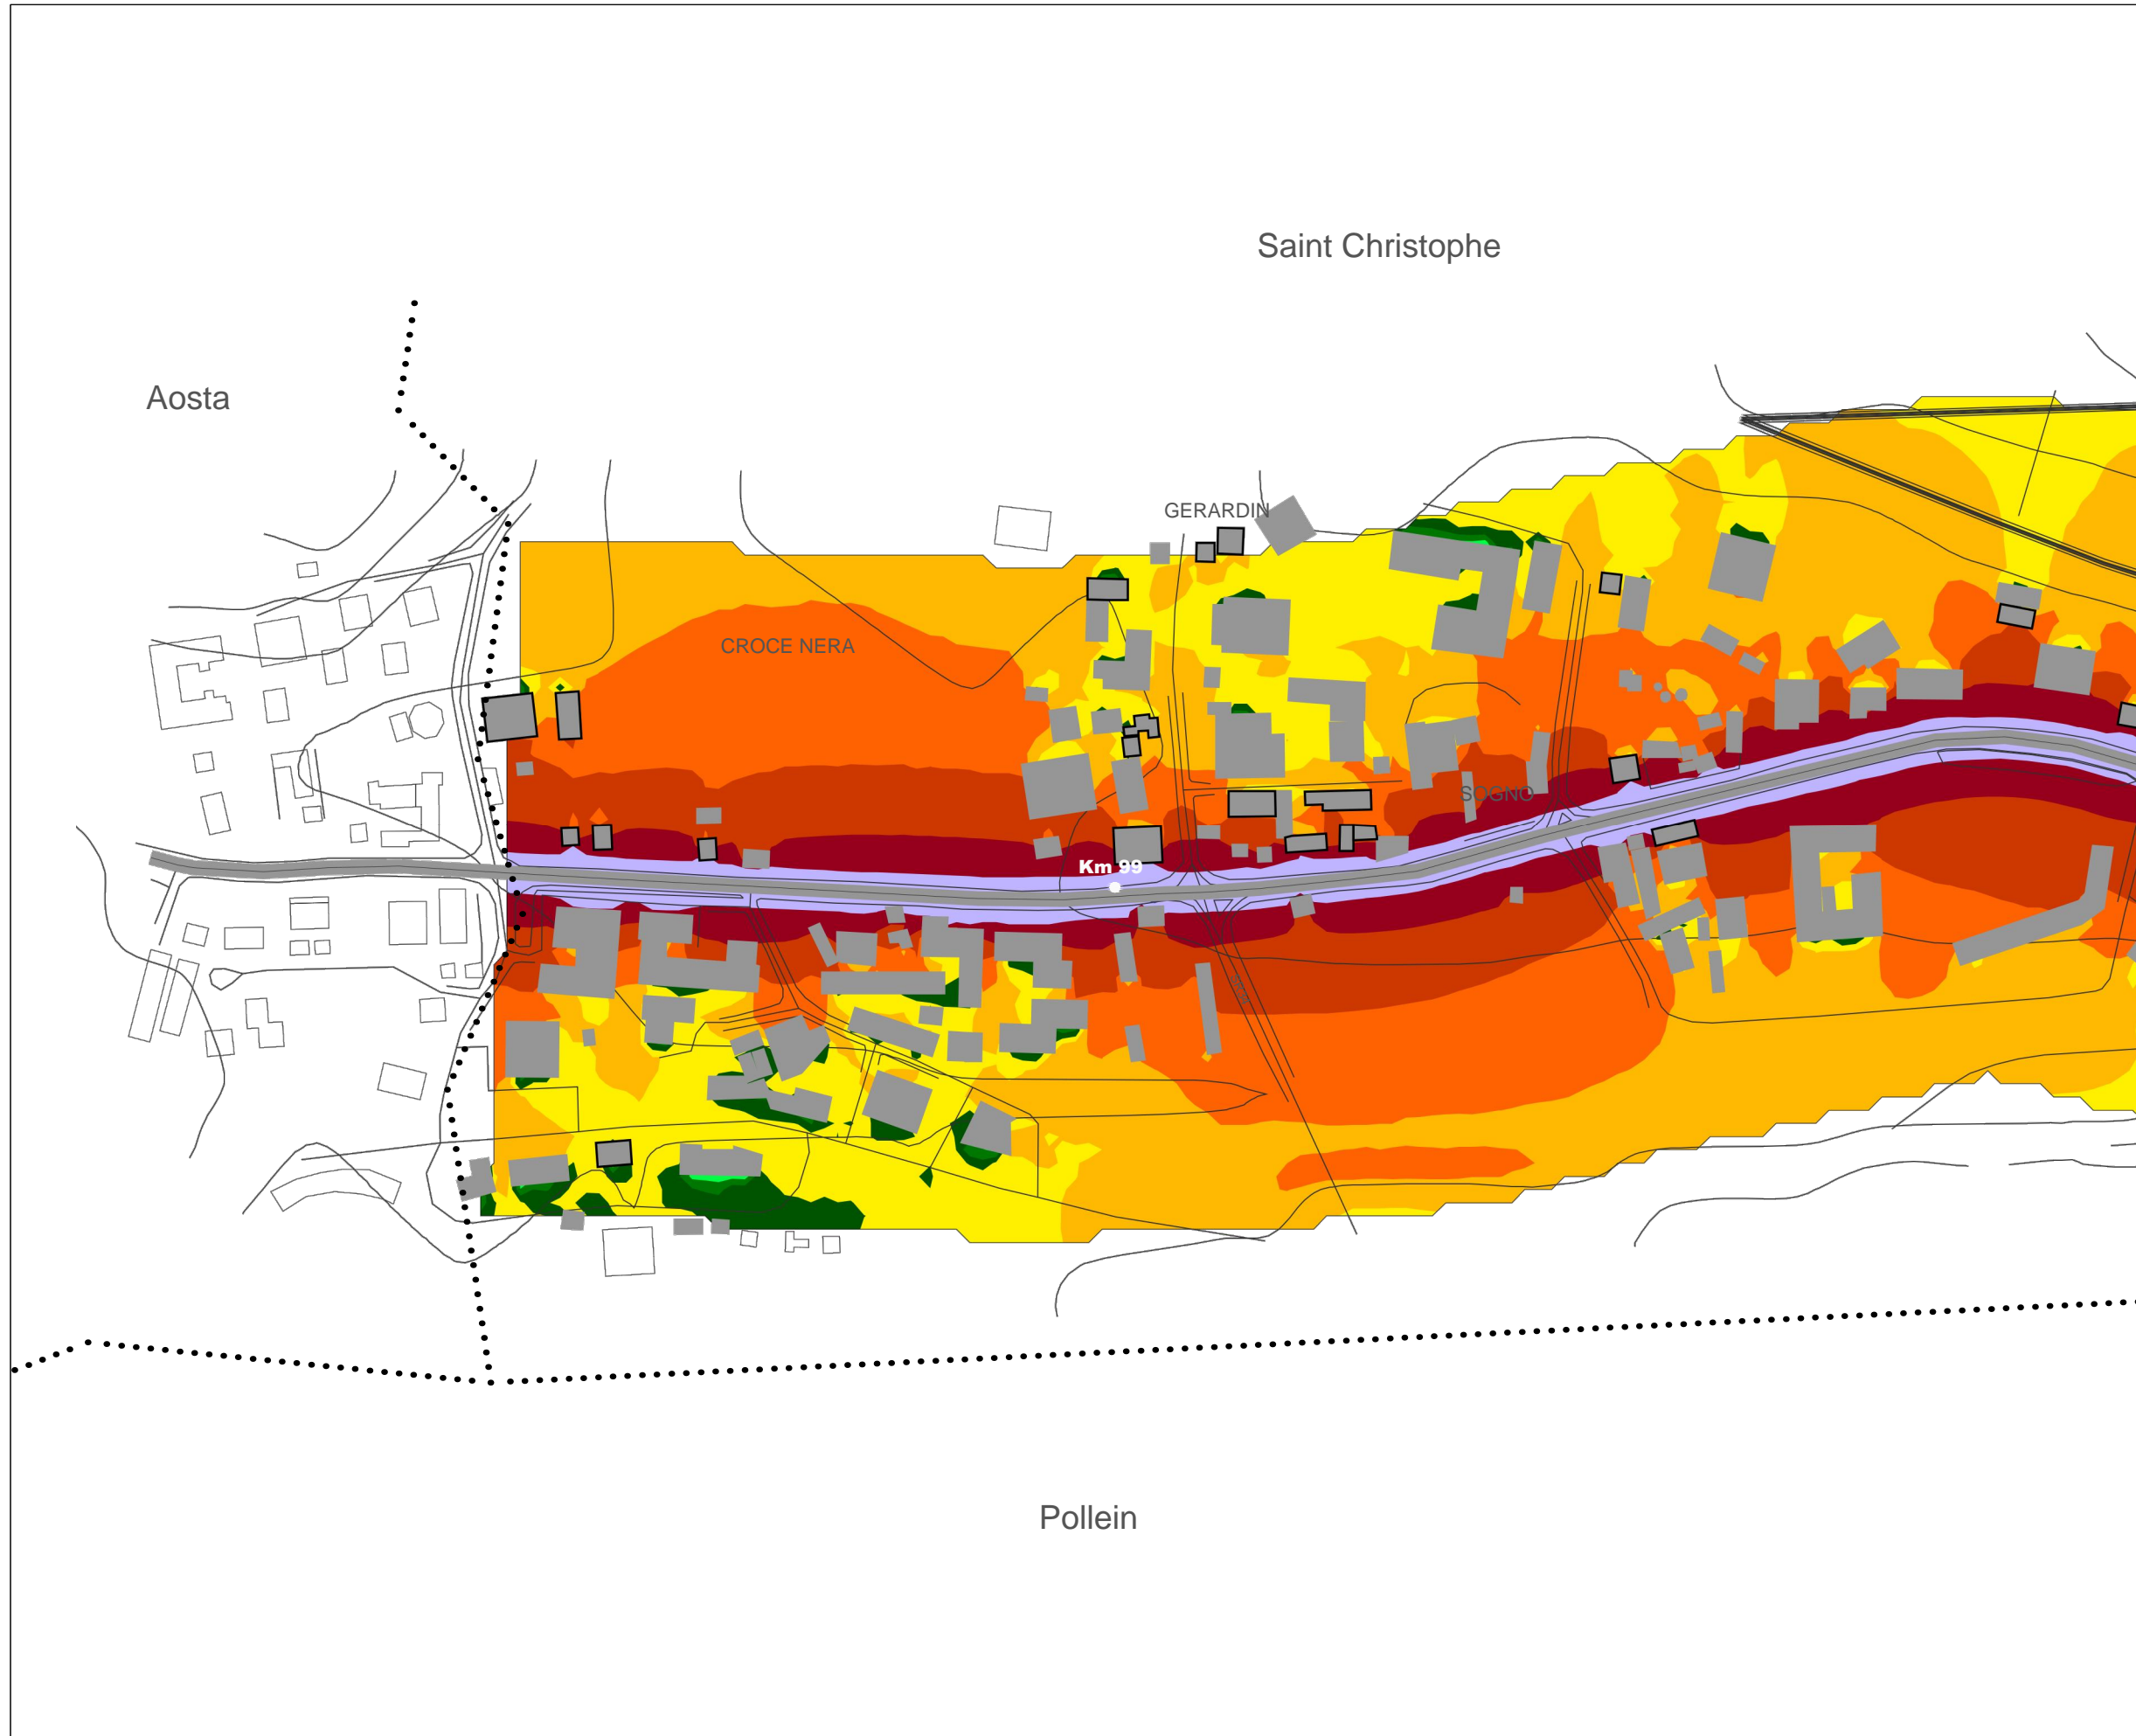 Saint Christophe
Aosta
GERARDIN
CROCE NERA
SOGNO
Km 99
Pollein